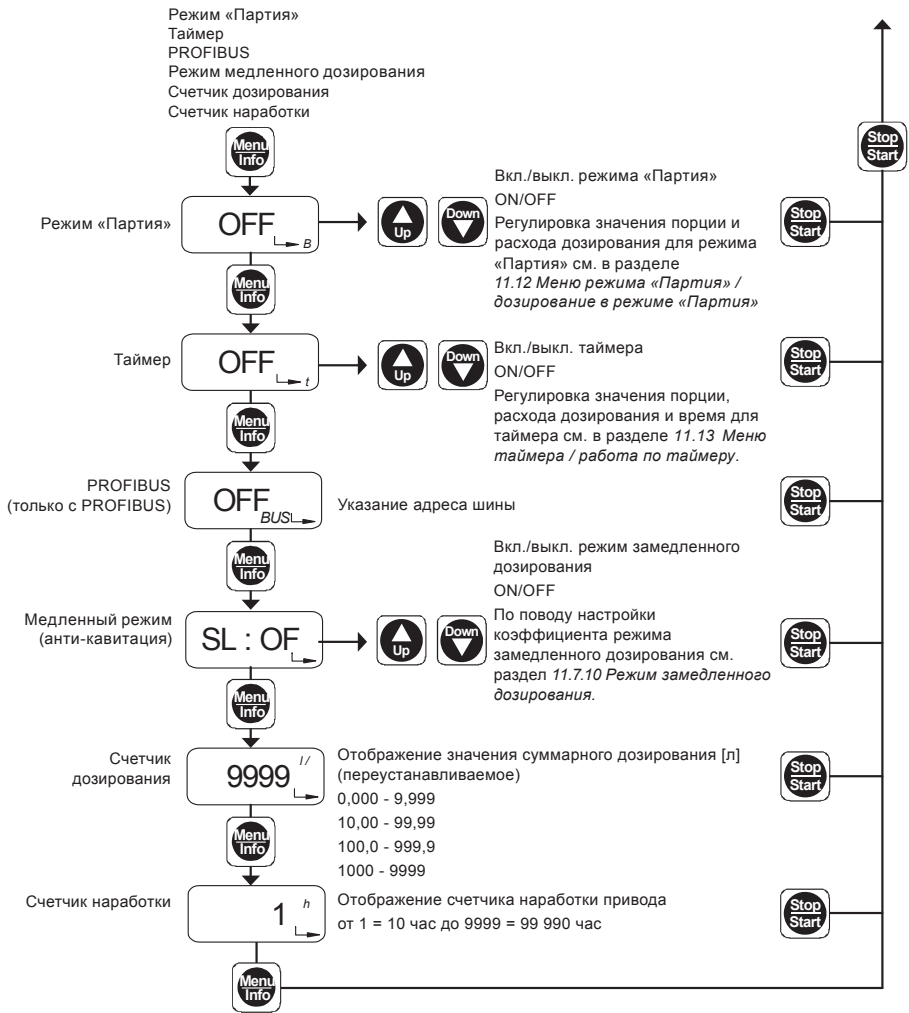 Режим «Партия»
Таймер
PROFIBUS
Режим медленного дозирования
Счетчик дозирования
Счетчик наработки
Stop
Start
Menu
Info
Режим «Партия»
OFF
B
Up
Down
Вкл./выкл. режима «Партия»
ON/OFF
Регулировка значения порции и
расхода дозирования для режима
«Партия» см. в разделе
11.12 Меню режима «Партия» /
дозирование в режиме «Партия»
Stop
Start
Menu
Info
Таймер
OFF
t
Up
Down
Вкл./выкл. таймера
ON/OFF
Регулировка значения порции,
расхода дозирования и время для
таймера см. в разделе 11.13 Меню
таймера / работа по таймеру.
Stop
Start
Menu
Info
PROFIBUS
(только с PROFIBUS)
OFF
BUS
Указание адреса шины
Stop
Start
Menu
Info
Медленный режим
(анти-кавитация)
SL : OF
Up
Down
Вкл./выкл. режим замедленного
дозирования
ON/OFF
По поводу настройки
коэффициента режима
замедленного дозирования см.
раздел 11.7.10 Режим замедленного
дозирования.
Stop
Start
Menu
Info
Счетчик
дозирования
9999
l/
Отображение значения суммарного дозирования [л]
(переустанавливаемое)
0,000 - 9,999
10,00 - 99,99
100,0 - 999,9
1000 - 9999
Stop
Start
Menu
Info
Счетчик наработки
1
h
Отображение счетчика наработки привода
от 1 = 10 час до 9999 = 99 990 час
Stop
Start
Menu
Info